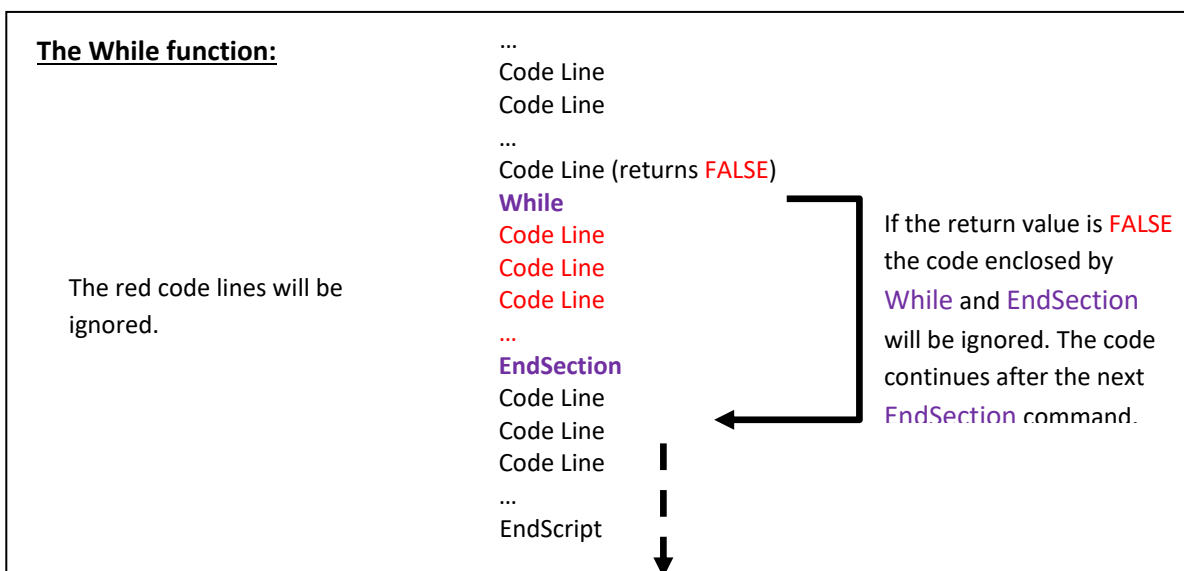 The While function:
...
Code Line
Code Line
...
Code Line (returns FALSE)
While
Code Line
Code Line
Code Line
...
EndSection
Code Line
Code Line
Code Line
...
EndScript
The red code lines will be
ignored.
If the return value is FALSE
the code enclosed by
While and EndSection
will be ignored. The code
continues after the next
EndSection command.